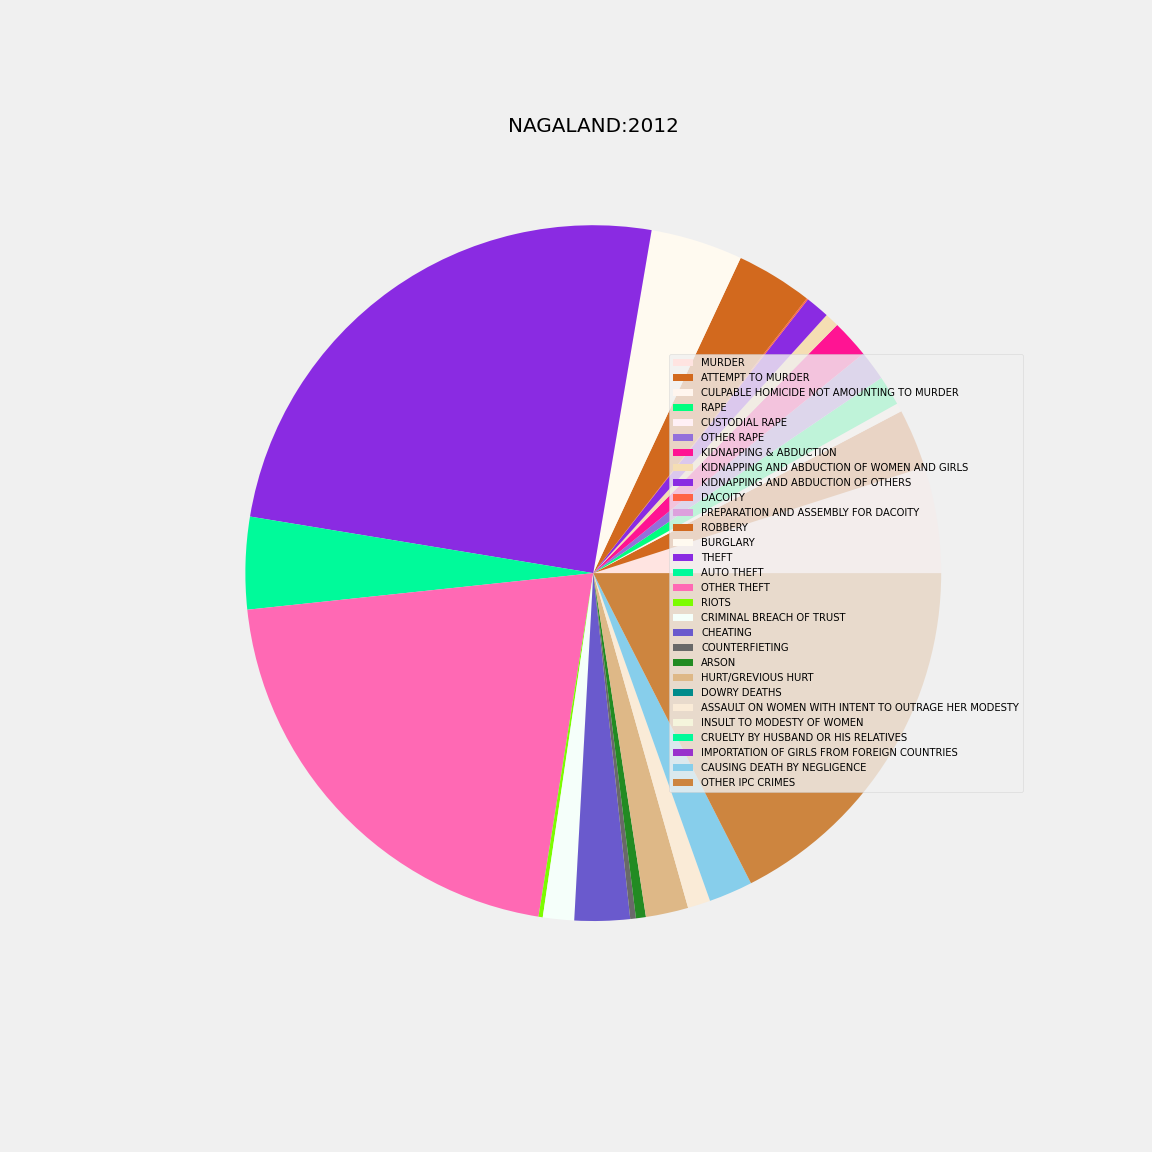 NAGALAND:2012
MURDER
ATTEMPT TO MURDER
CULPABLE HOMICIDE NOT AMOUNTING TO MURDER
RAPE
CUSTODIAL RAPE
OTHER RAPE
KIDNAPPING & ABDUCTION
KIDNAPPING AND ABDUCTION OF WOMEN AND GIRLS
KIDNAPPING AND ABDUCTION OF OTHERS
DACOITY
PREPARATION AND ASSEMBLY FOR DACOITY
ROBBERY
BURGLARY
THEFT
AUTO THEFT
OTHER THEFT
RIOTS
CRIMINAL BREACH OF TRUST
CHEATING
COUNTERFIETING
ARSON
HURT/GREVIOUS HURT
DOWRY DEATHS
ASSAULT ON WOMEN WITH INTENT TO OUTRAGE HER MODESTY
INSULT TO MODESTY OF WOMEN
CRUELTY BY HUSBAND OR HIS RELATIVES
IMPORTATION OF GIRLS FROM FOREIGN COUNTRIES
CAUSING DEATH BY NEGLIGENCE
OTHER IPC CRIMES